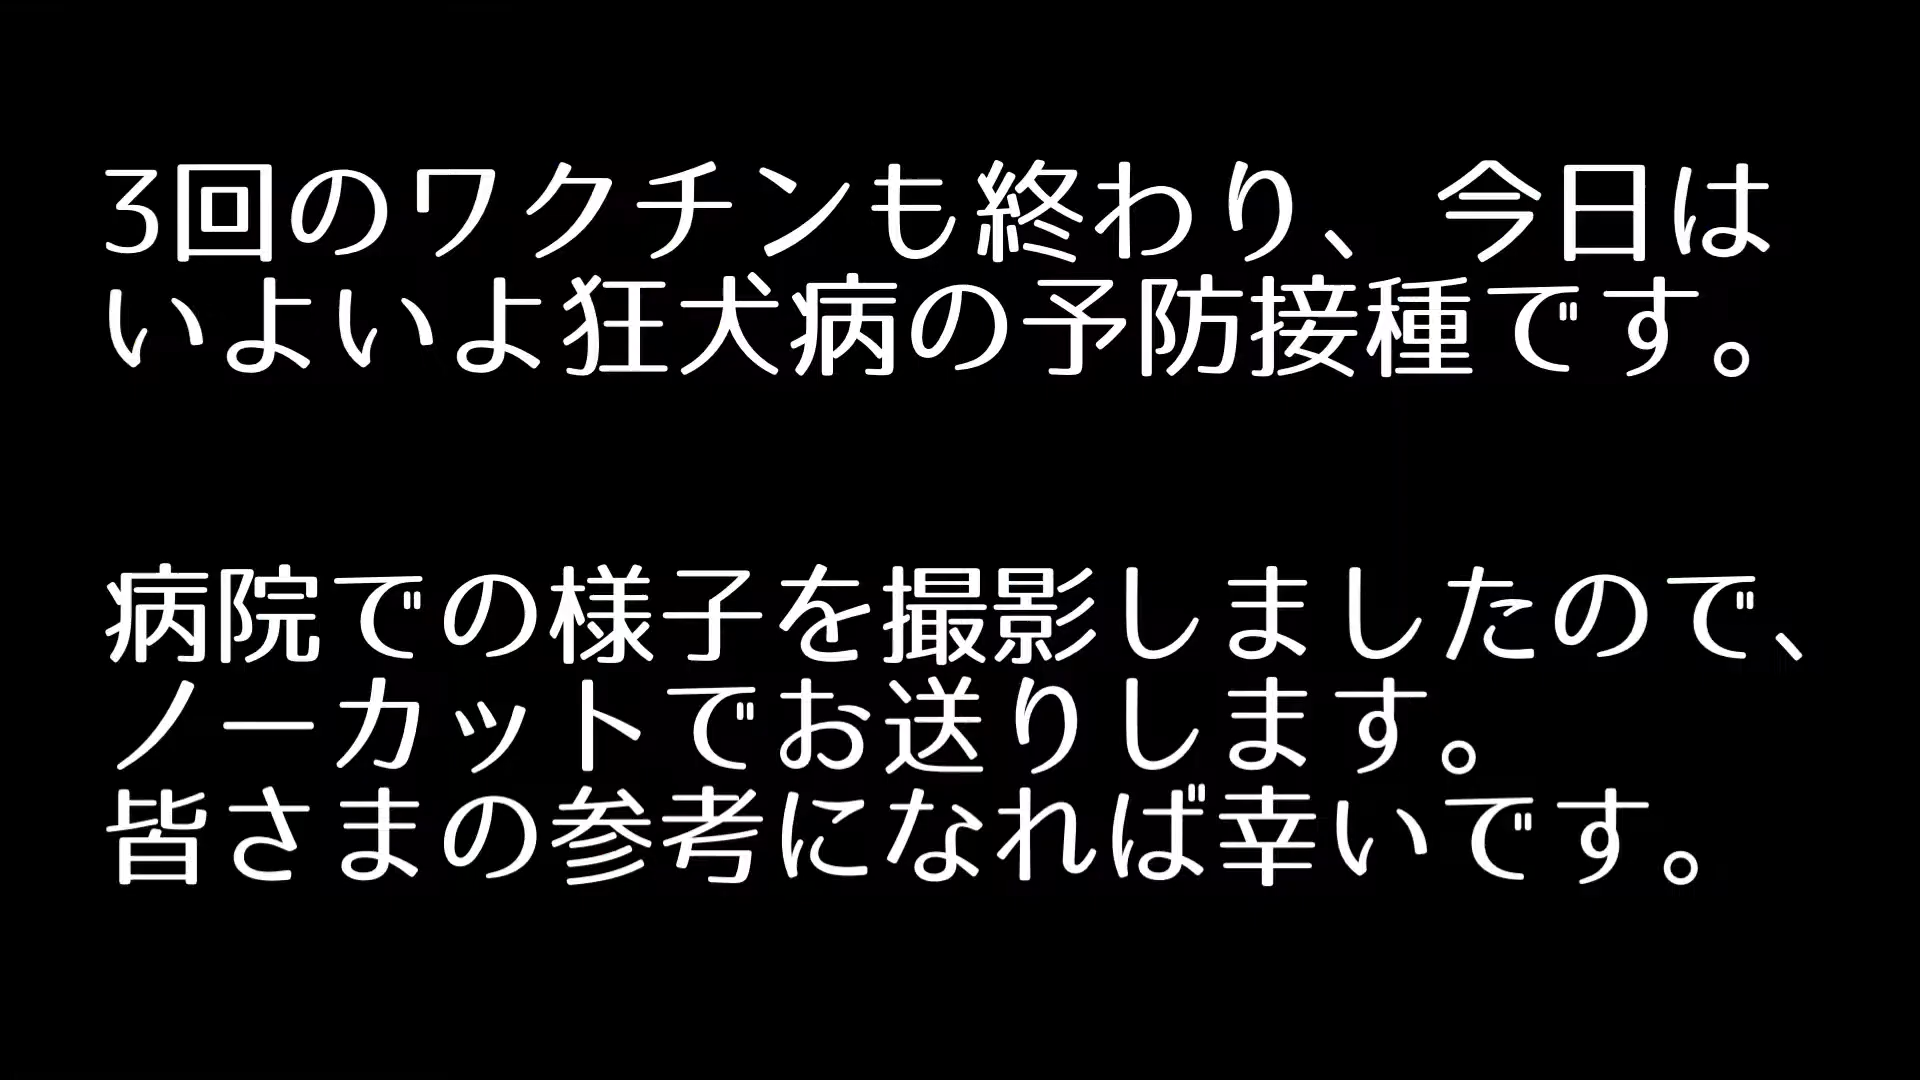 3回のワクチンも終わり、今日は
いよいよ狂犬病の予防接種です。
病院での様子を撮影しましたので、
ノーカットでお送りします。
皆さまの参考になれば幸いです。